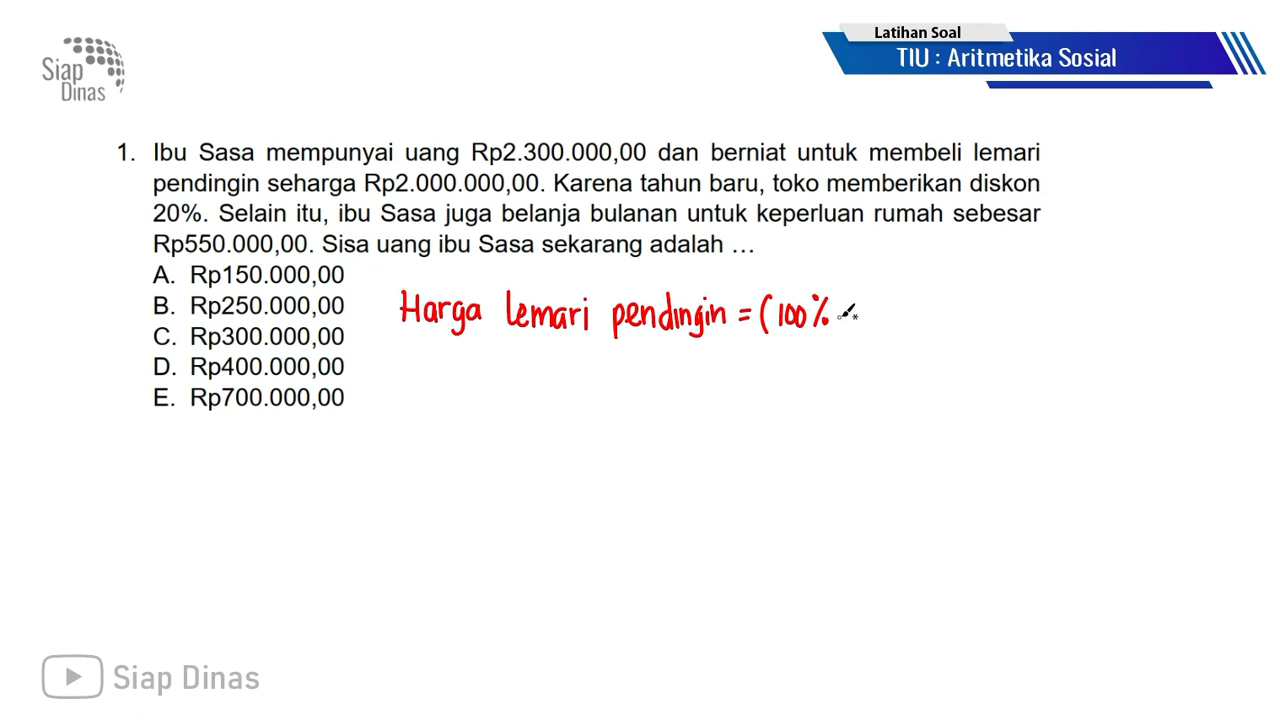 Siap
Dinas
Latihan Soal
TIU : Aritmetika Sosial
1. Ibu Sasa mempunyai uang Rp2.300.000,00 dan berniat untuk membeli lemari
pendingin seharga Rp2.000.000,00. Karena tahun baru, toko memberikan diskon
20%. Selain itu, ibu Sasa juga belanja bulanan untuk keperluan rumah sebesar
Rp550.000,00. Sisa uang ibu Sasa sekarang adalah …
A. Rp150.000,00
B. Rp250.000,00
C. Rp300.000,00
D. Rp400.000,00
E. Rp700.000,00
Harga lemari pendingin = (100%
Siap Dinas